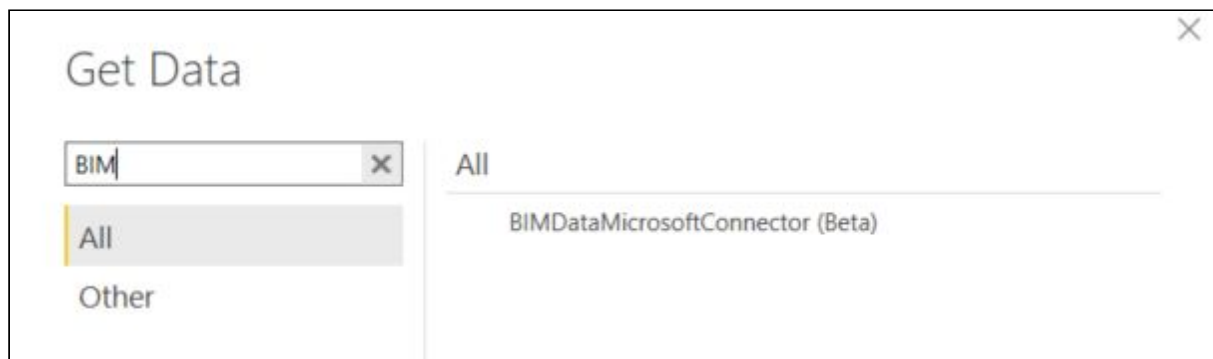 Get Data
BIM
All
Other
All
BIMDataMicrosoftConnector (Beta)